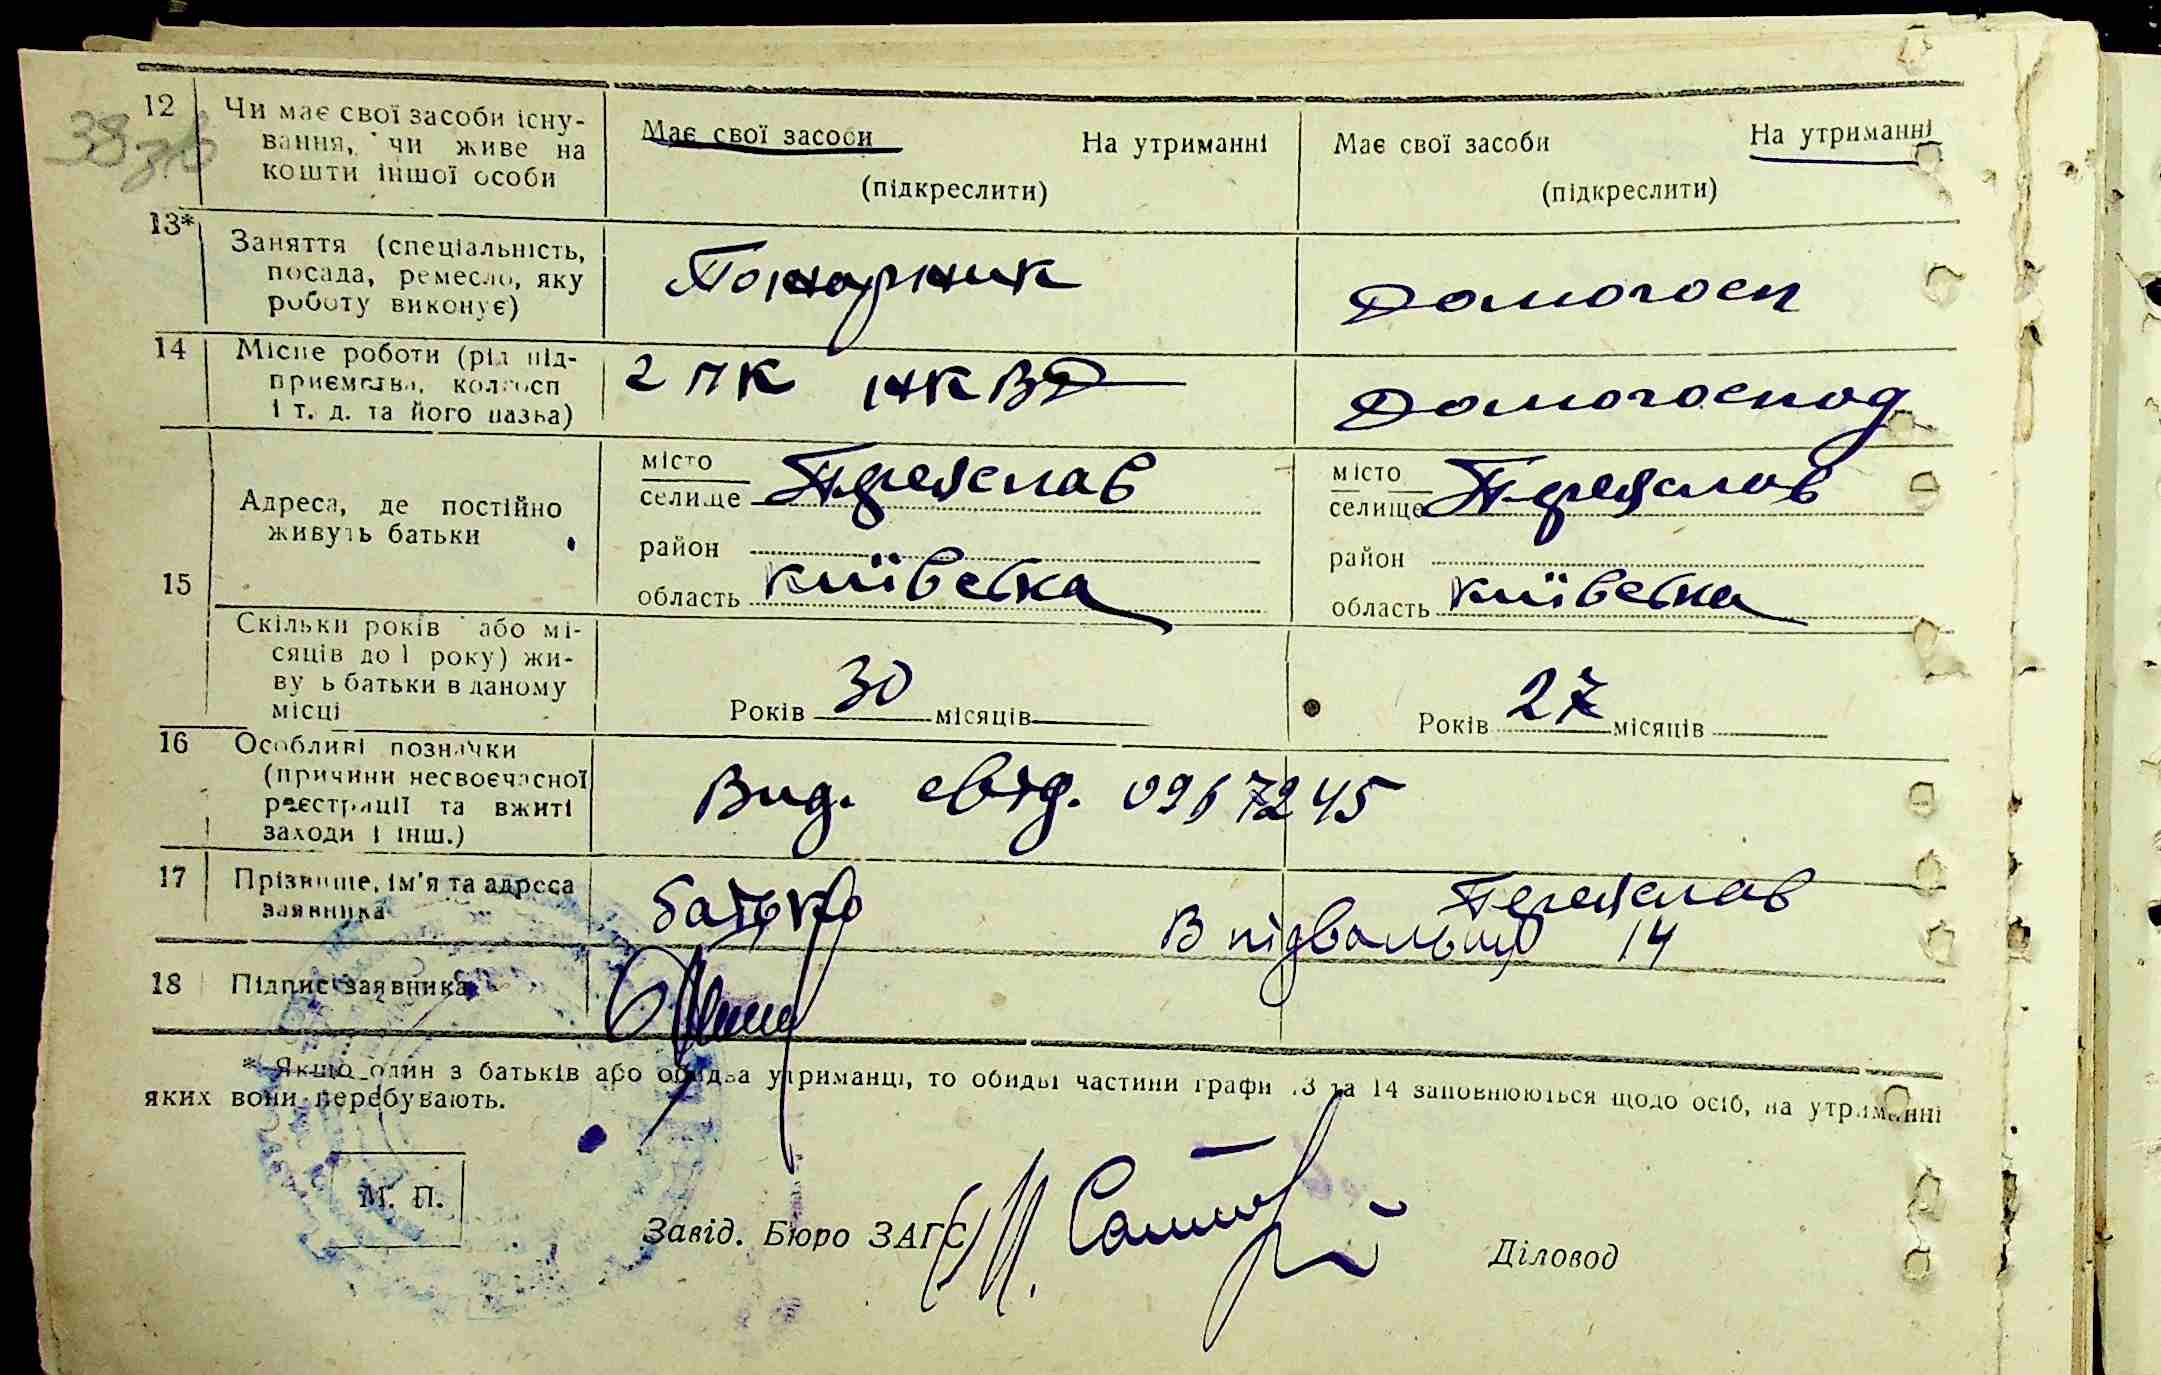 38 зв
12 Чи має свої засоби існу-
вання, чи живе на
кошти іншої особи
Має свої засоби На утриманні
(підкреслити)
Має свої засоби На утриманні
(підкреслити)
13* Заняття (спеціальність,
посада, ремесло, яку
роботу виконує)
Пожарник
Домогосп
14 Місце роботи (рід під-
приємства, колгосп
і т. д. та його назва)
2 ПК НКВД
Домогоспод
15 Адреса, де постійно
живуть батьки
місто
селище Переяслав
район
область Київська
місто
селище Переяслав
район
область Київська
Скільки років або мі-
сяців до 1 року) жи-
ву ь батьки в даному
місці
Років 30 місяців
Років 27 місяців
16 Особливі позначки
(причини несвоєчасної
реєстрації та вжиті
заходи і інш.)
Вид. свід. 0967245
17 Прізвище, ім'я та адреса
заявника
батько
Переяслав
В підвальна 14
18 Підпис заявника
* Якщо один з батьків або обидва утриманці, то обидві частини графи 13 та 14 заповнюються щодо осіб, на утриманні
яких вони перебувають.
М. П.
Завід. Бюро ЗАГС
Діловод